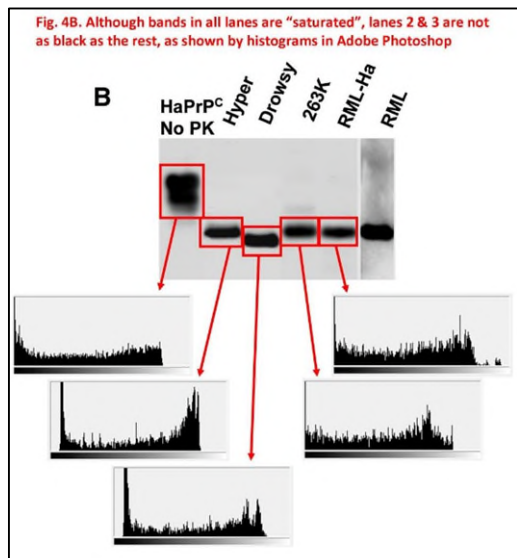 Fig. 4B. Although bands in all lanes are “saturated”, lanes 2 & 3 are not
as black as the rest, as shown by histograms in Adobe Photoshop
B
HaPrPᶜ
No PK
Hyper
Drowsy
263K
RML-Ha
RML